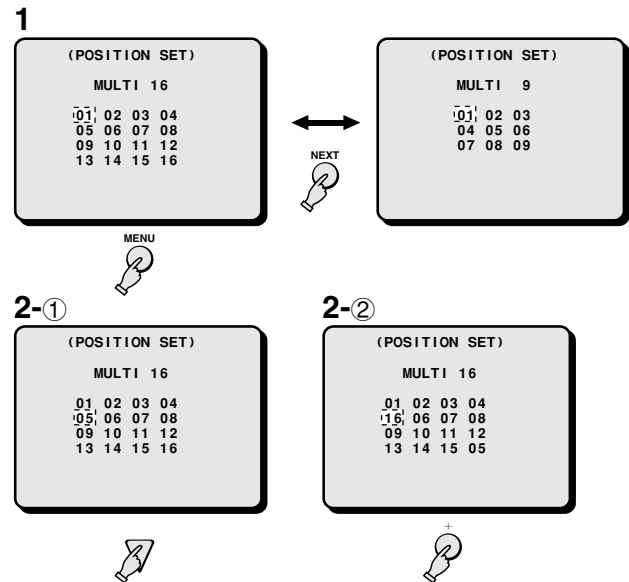 1
(POSITION SET)
MULTI 16
01 02 03 04
05 06 07 08
09 10 11 12
13 14 15 16
NEXT
(POSITION SET)
MULTI 9
01 02 03
04 05 06
07 08 09
MENU
2-①
(POSITION SET)
MULTI 16
01 02 03 04
05 06 07 08
09 10 11 12
13 14 15 16
2-②
(POSITION SET)
MULTI 16
01 02 03 04
16 06 07 08
09 10 11 12
13 14 15 05
+